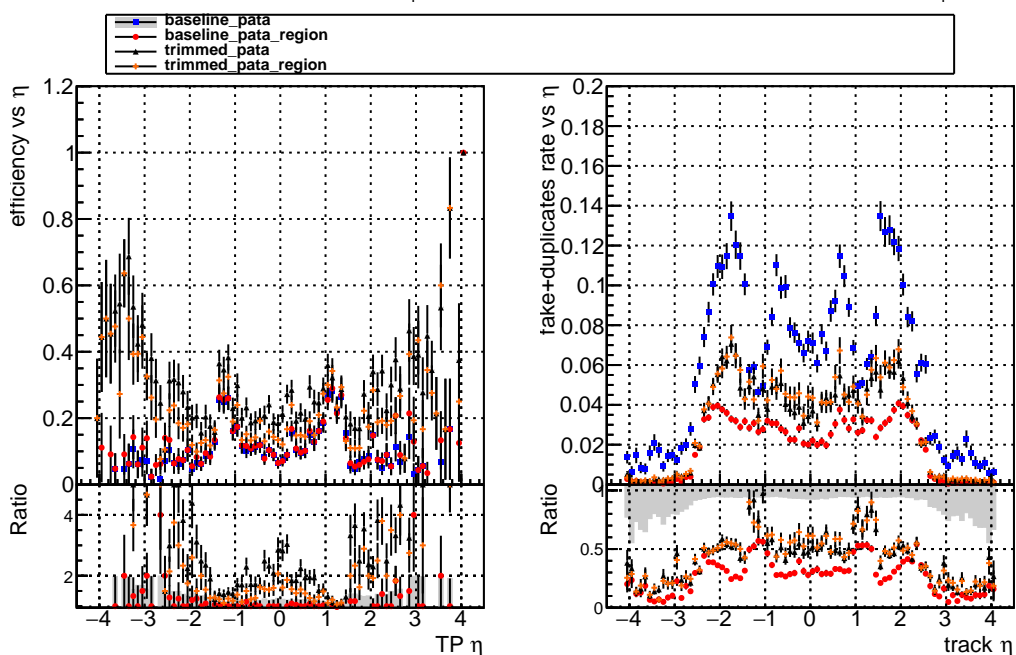 baseline_pata
baseline_pata_region
trimmed_pata
trimmed_pata_region
efficiency vs η
1.2
1
0.8
0.6
0.4
0.2
0
Ratio
4
2
−4 −3 −2 −1 0 1 2 3 4
TP η
fake+duplicates rate vs η
0.2
0.18
0.16
0.14
0.12
0.1
0.08
0.06
0.04
0.02
0
Ratio
0.5
0
−4 −3 −2 −1 0 1 2 3 4
track η